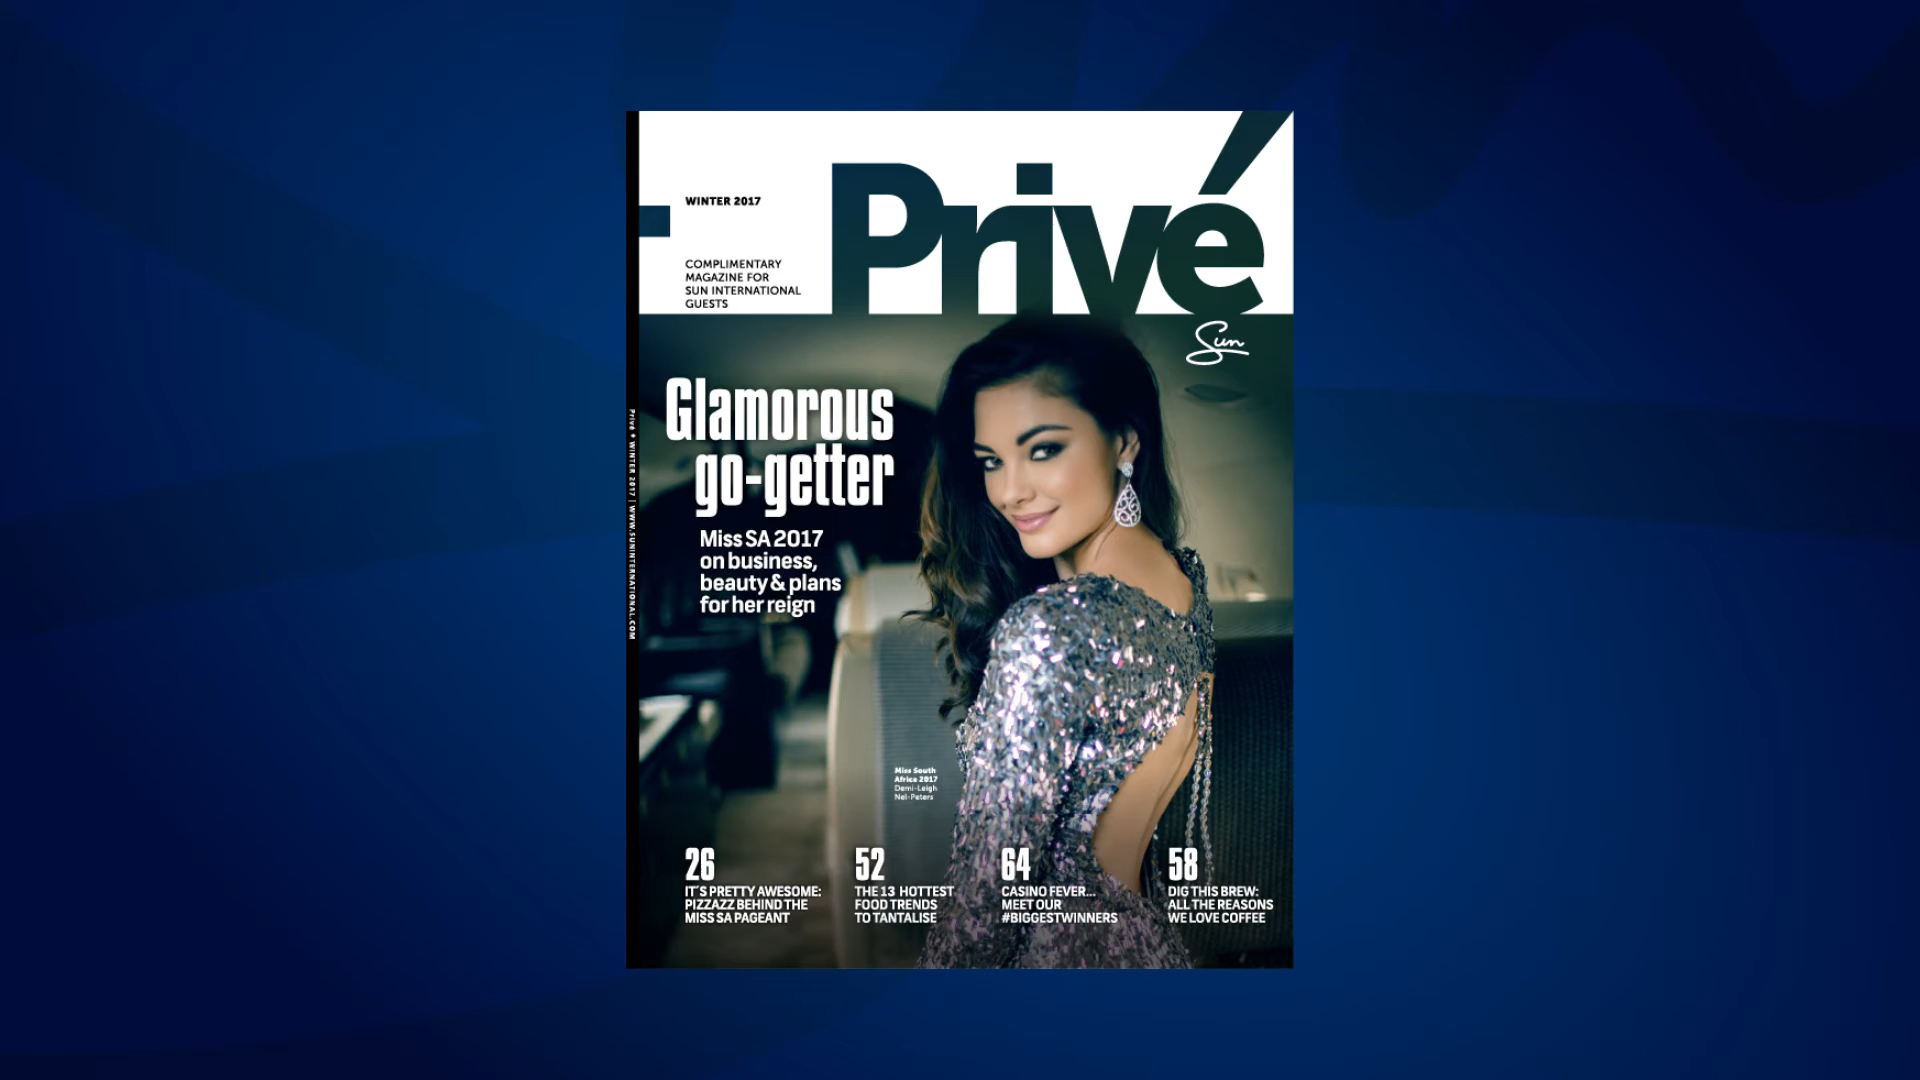 WINTER 2017
COMPLIMENTARY
MAGAZINE FOR
SUN INTERNATIONAL
GUESTS
Privé
Sun
Privé • WINTER 2017 | WWW.SUNINTERNATIONAL.COM
Glamorous
go-getter
Miss SA 2017
on business,
beauty & plans
for her reign
Miss South
Africa 2017
Demi-Leigh
Nel-Peters
26
IT'S PRETTY AWESOME:
PIZZAZZ BEHIND THE
MISS SA PAGEANT
52
THE 13 HOTTEST
FOOD TRENDS
TO TANTALISE
64
CASINO FEVER...
MEET OUR
#BIGGESTWINNERS
58
DIG THIS BREW:
ALL THE REASONS
WE LOVE COFFEE